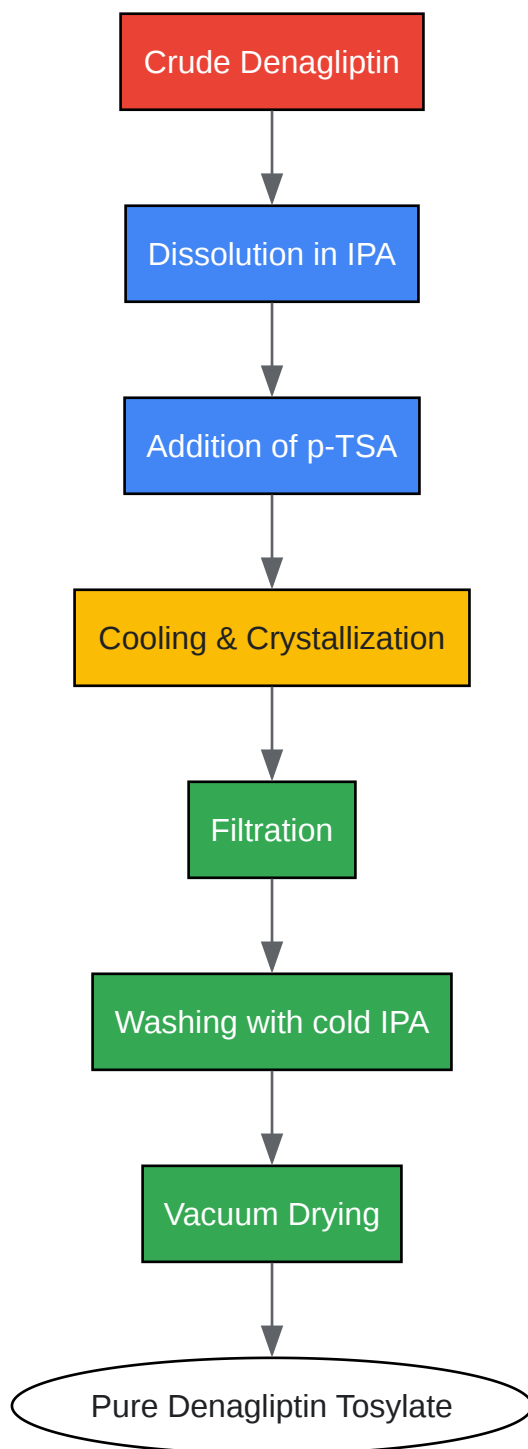 Crude Denagliptin
Dissolution in IPA
Addition of p-TSA
Cooling & Crystallization
Filtration
Washing with cold IPA
Vacuum Drying
Pure Denagliptin Tosylate